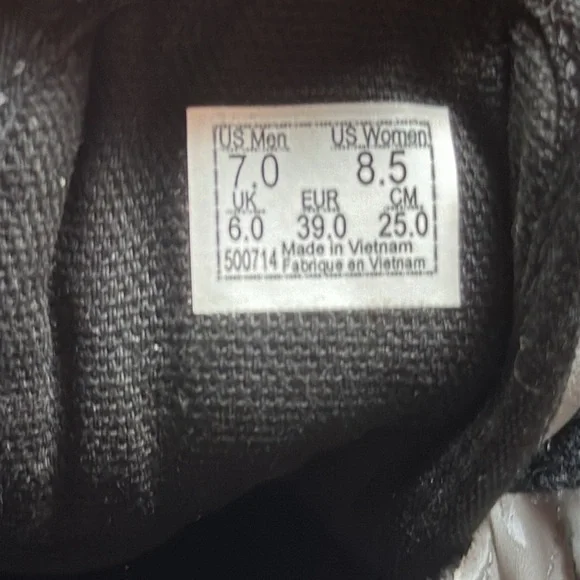 US Men US Women
7.0 8.5
UK EUR CM
6.0 39.0 25.0
500714 Made in Vietnam
Fabrique en Vietnam